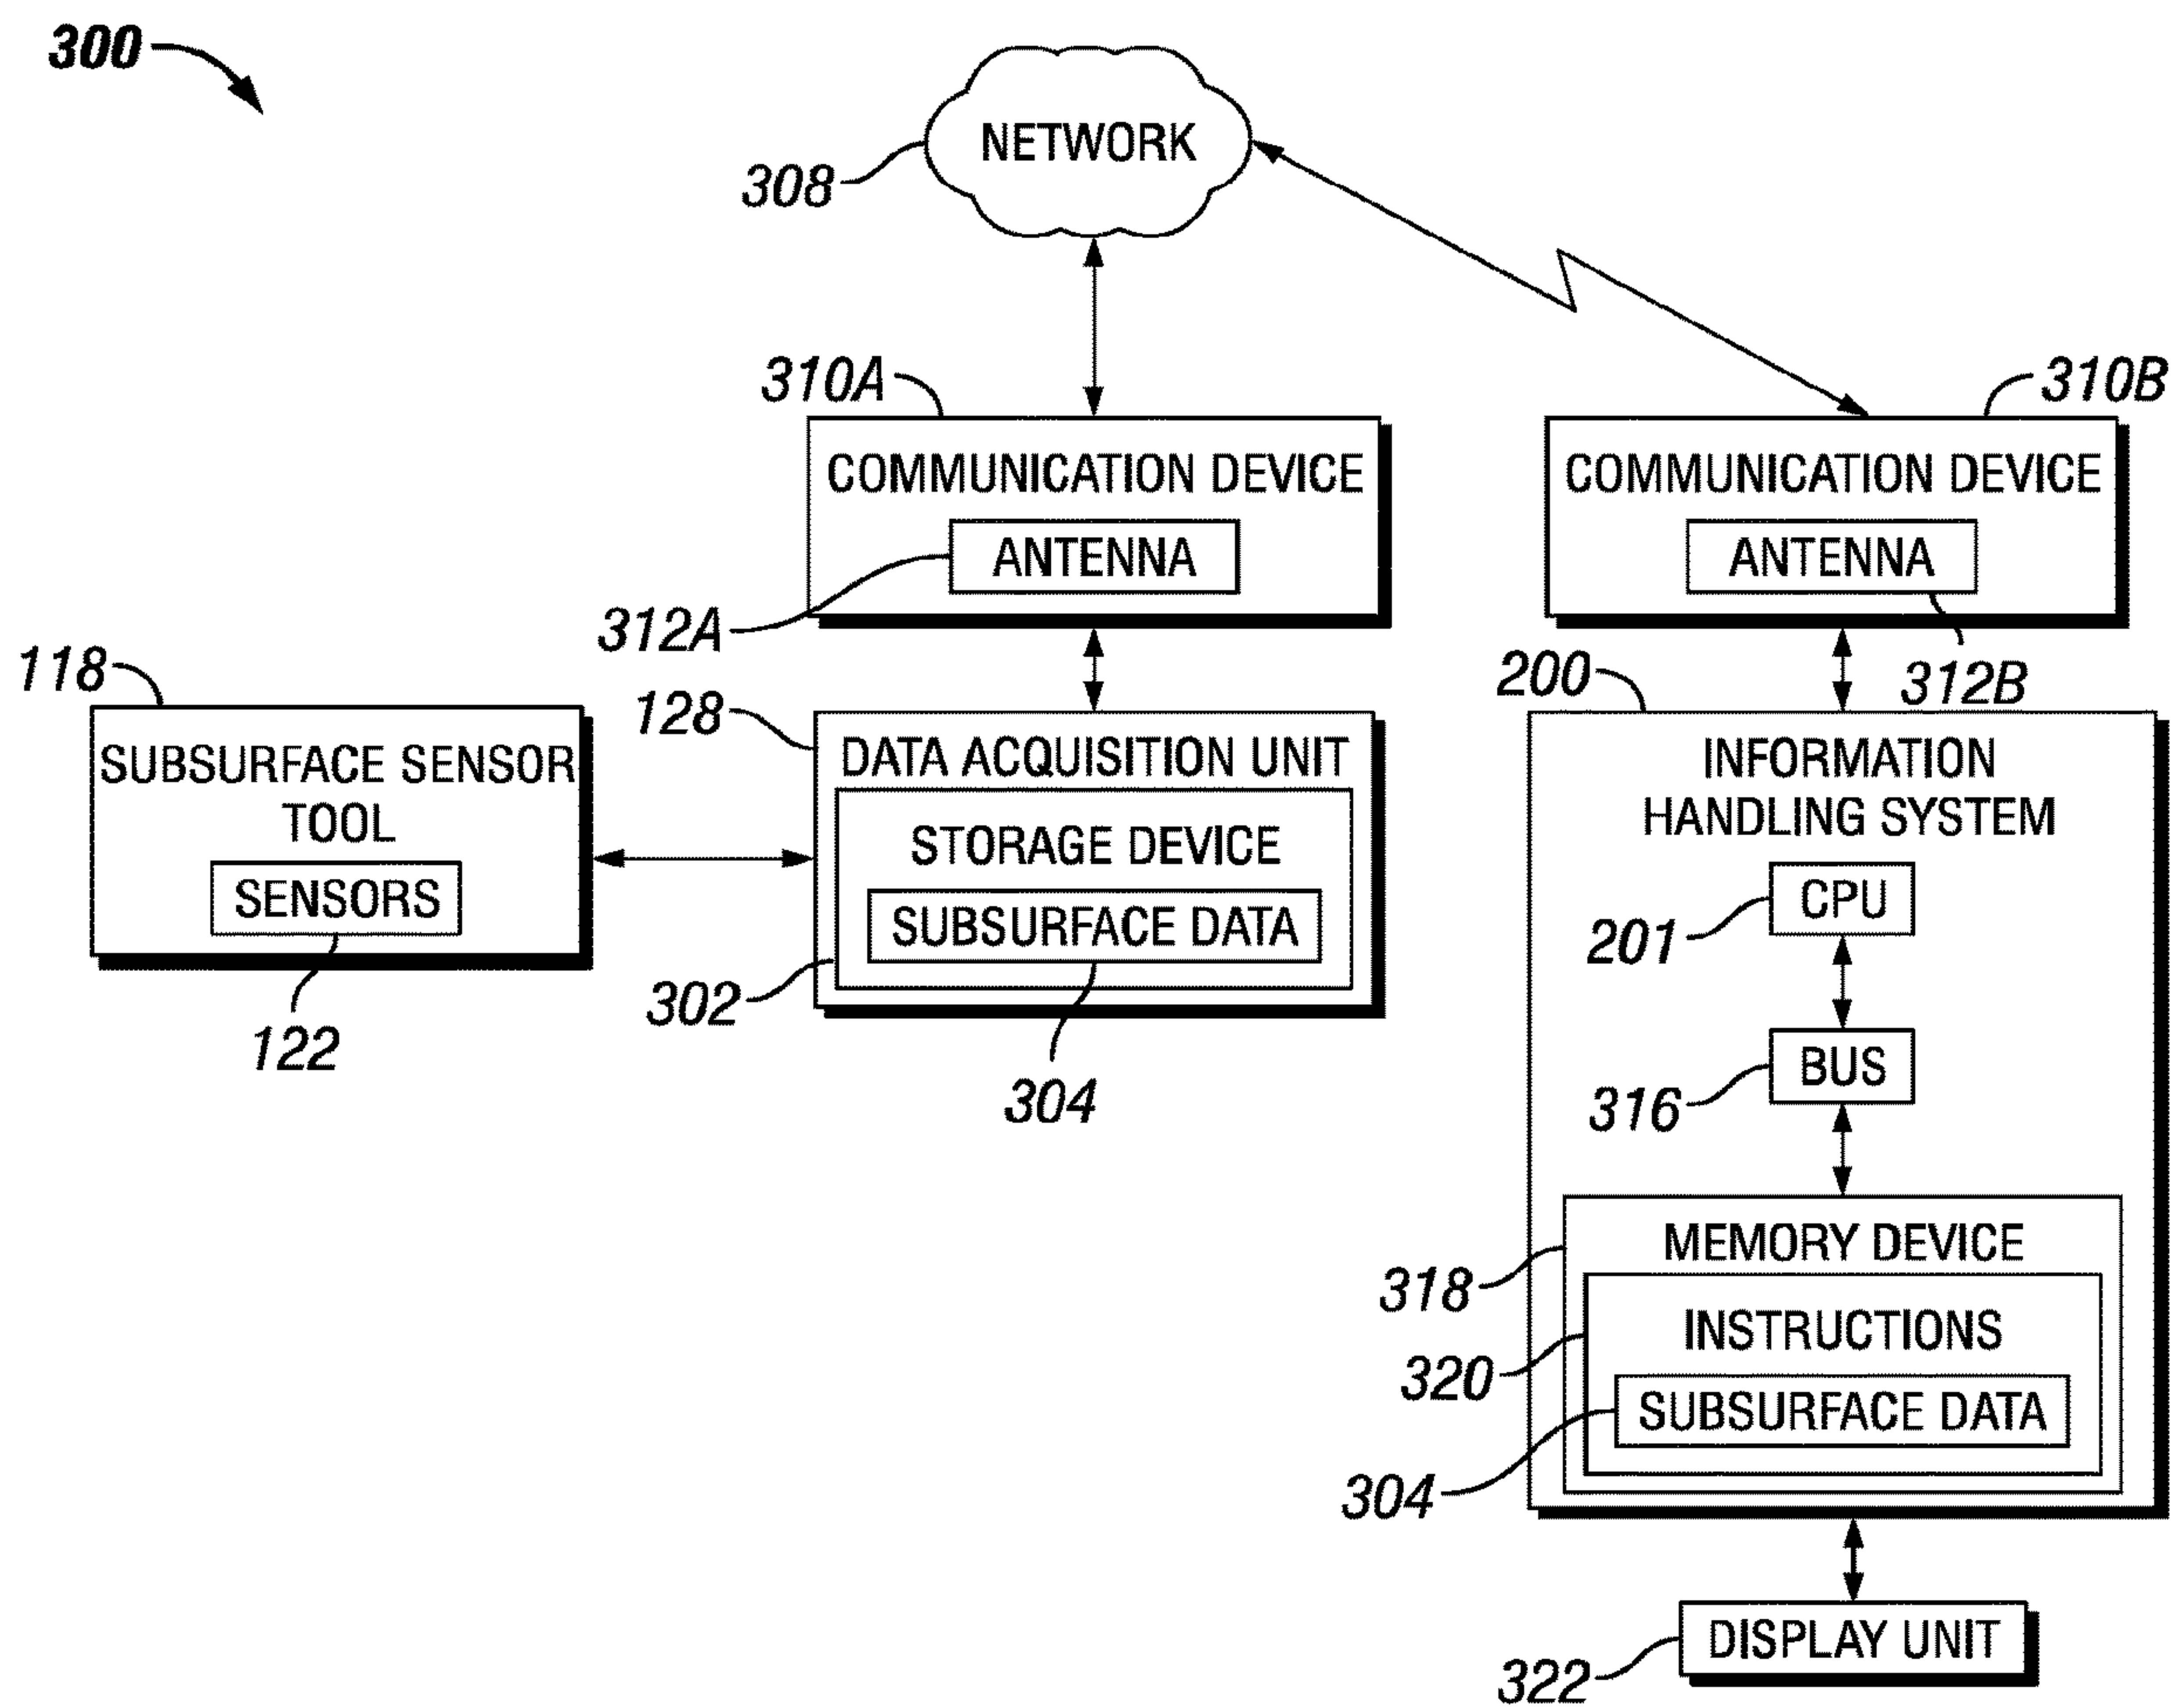 300
NETWORK
308
310A
310B
COMMUNICATION DEVICE
ANTENNA
312A
COMMUNICATION DEVICE
ANTENNA
312B
118
SUBSURFACE SENSOR
TOOL
SENSORS
122
128
DATA ACQUISITION UNIT
STORAGE DEVICE
SUBSURFACE DATA
302
304
200
INFORMATION
HANDLING SYSTEM
CPU
201
BUS
316
MEMORY DEVICE
318
INSTRUCTIONS
320
SUBSURFACE DATA
304
DISPLAY UNIT
322